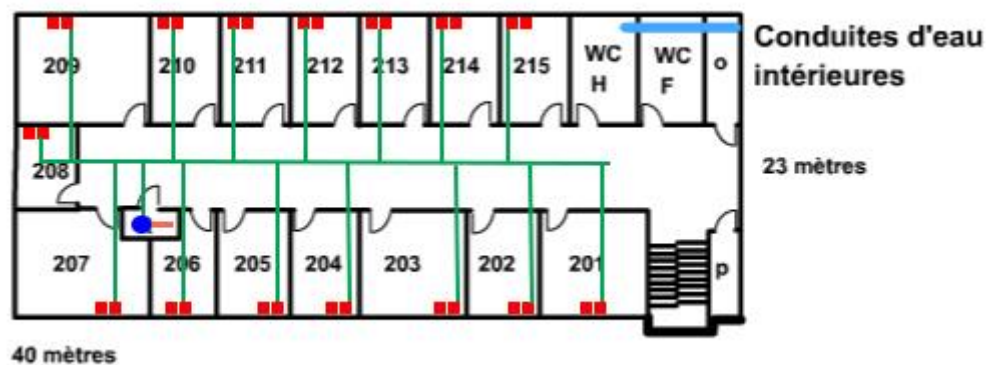 209
210
211
212
213
214
215
WC
H
WC
F
o
Conduites d'eau
intérieures
208
23 mètres
207
206
205
204
203
202
201
p
40 mètres